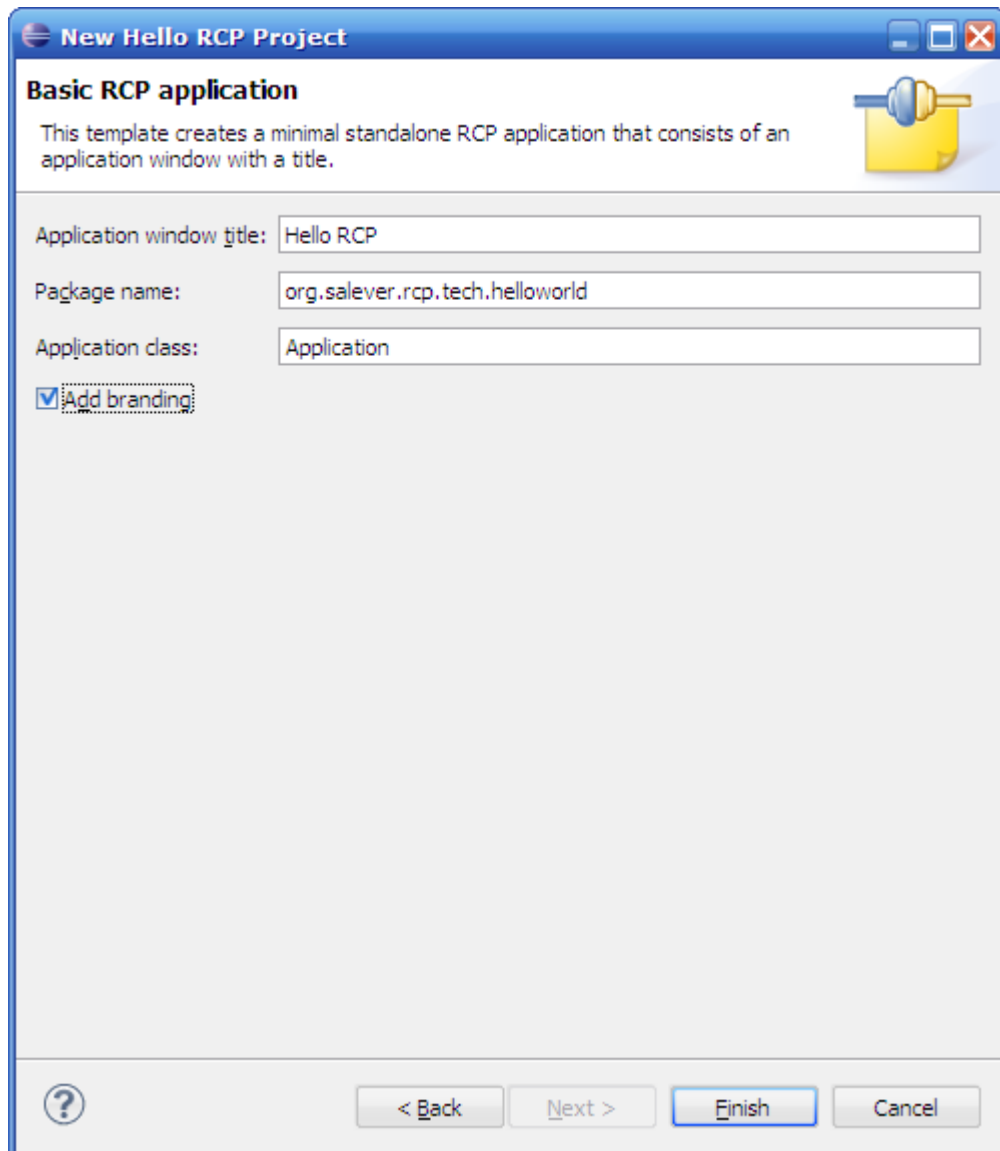 New Hello RCP Project
Basic RCP application
This template creates a minimal standalone RCP application that consists of an
application window with a title.
Application window title: Hello RCP
Package name: org.salever.rcp.tech.helloworld
Application class: Application
Add branding
?
< Back Next > Finish Cancel